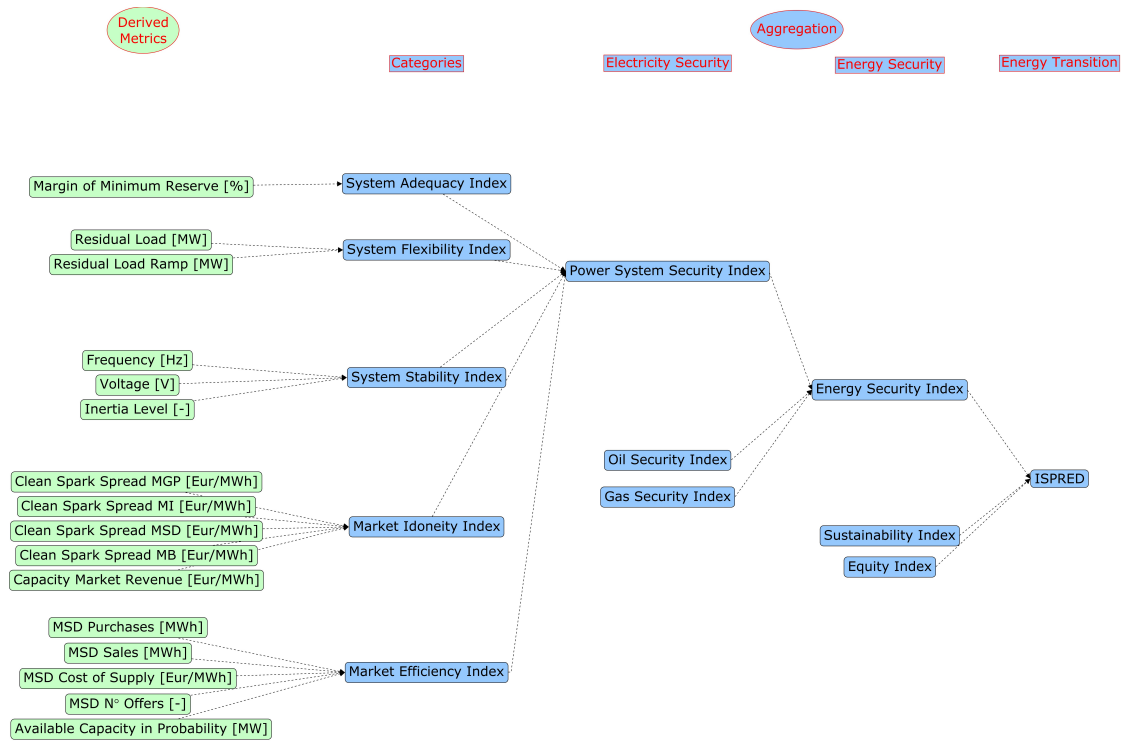 Derived
Metrics
Aggregation
Categories
Electricity Security
Energy Security
Energy Transition
Margin of Minimum Reserve [%]
System Adequacy Index
Residual Load [MW]
Residual Load Ramp [MW]
System Flexibility Index
Power System Security Index
Frequency [Hz]
Voltage [V]
Inertia Level [-]
System Stability Index
Energy Security Index
Oil Security Index
Gas Security Index
ISPRED
Clean Spark Spread MGP [Eur/MWh]
Clean Spark Spread MI [Eur/MWh]
Clean Spark Spread MSD [Eur/MWh]
Clean Spark Spread MB [Eur/MWh]
Capacity Market Revenue [Eur/MWh]
Market Idoneity Index
Sustainability Index
Equity Index
MSD Purchases [MWh]
MSD Sales [MWh]
MSD Cost of Supply [Eur/MWh]
MSD N° Offers [-]
Available Capacity in Probability [MW]
Market Efficiency Index